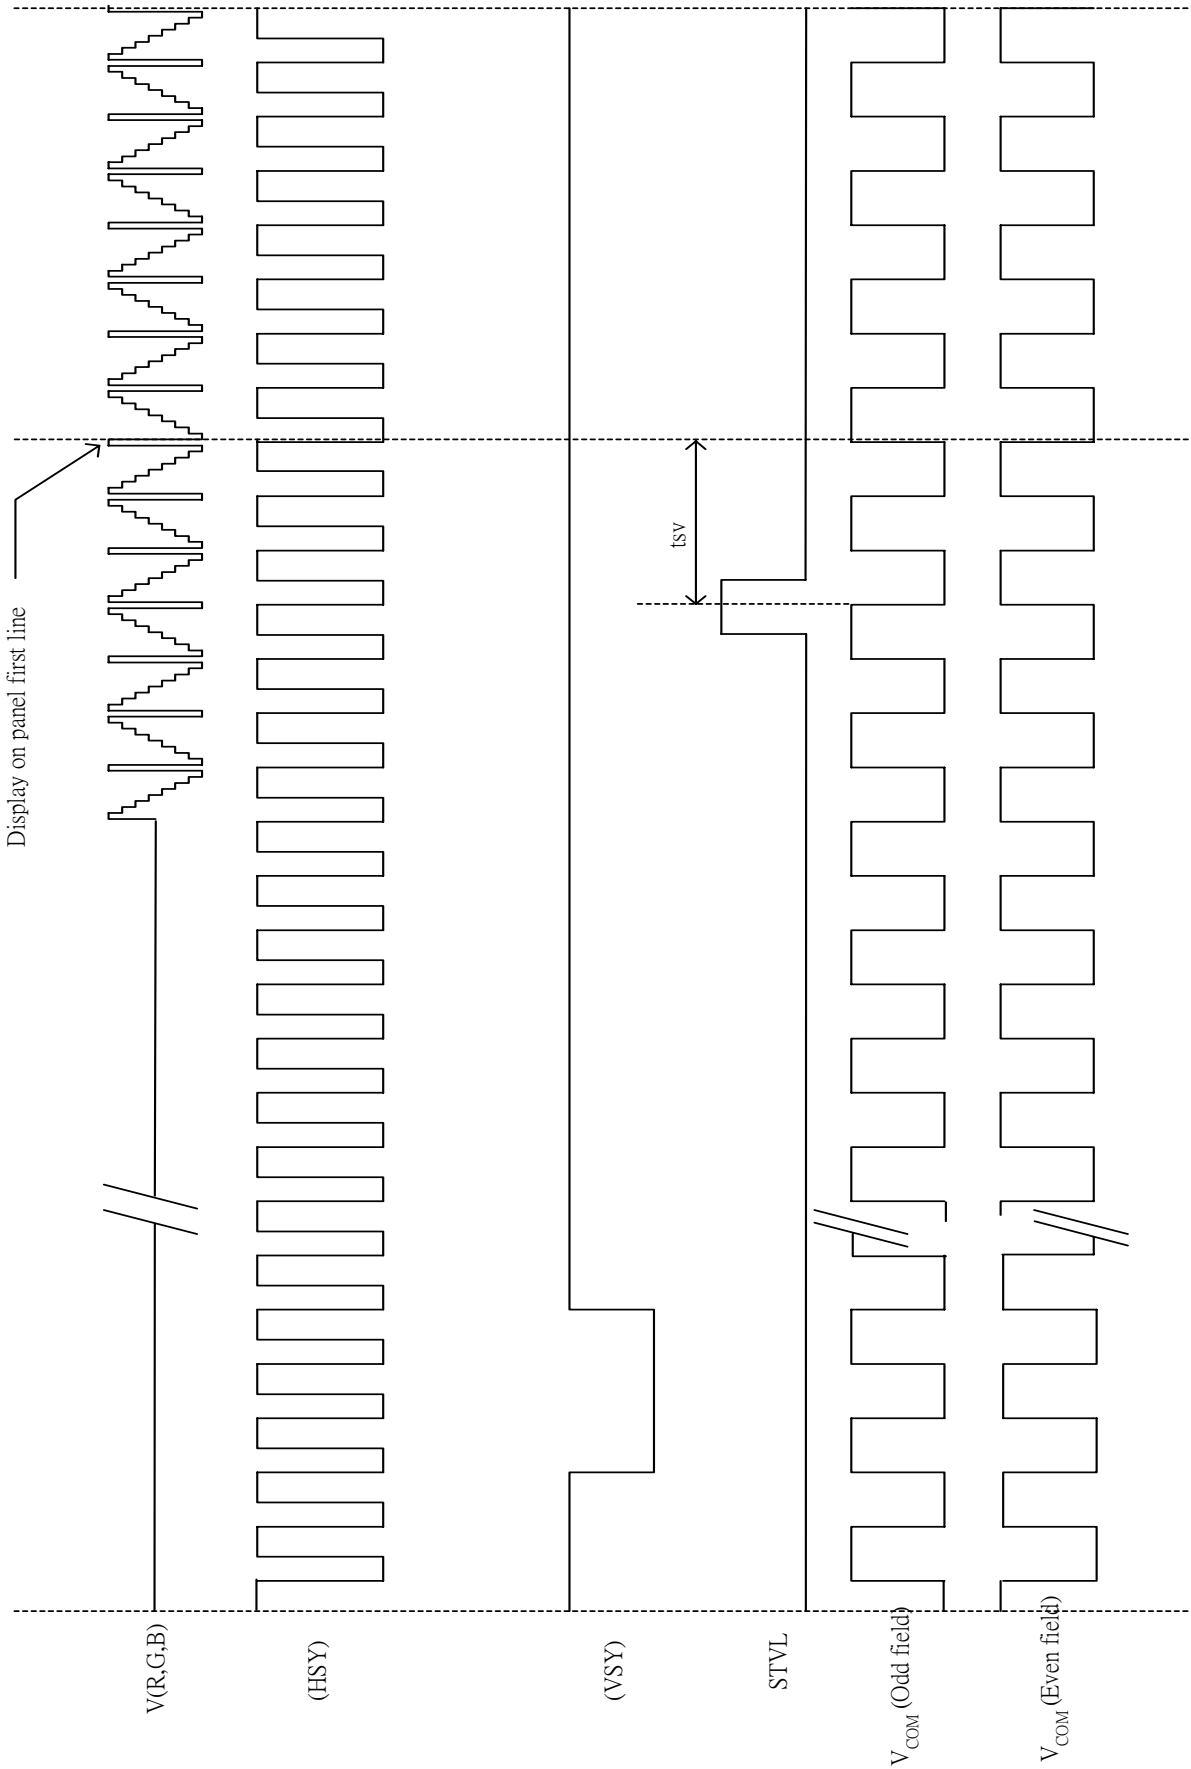 Display on panel first line
V(R,G,B)
(HSY)
(VSY)
tsv
STVL
VCOM (Odd field)
VCOM (Even field)